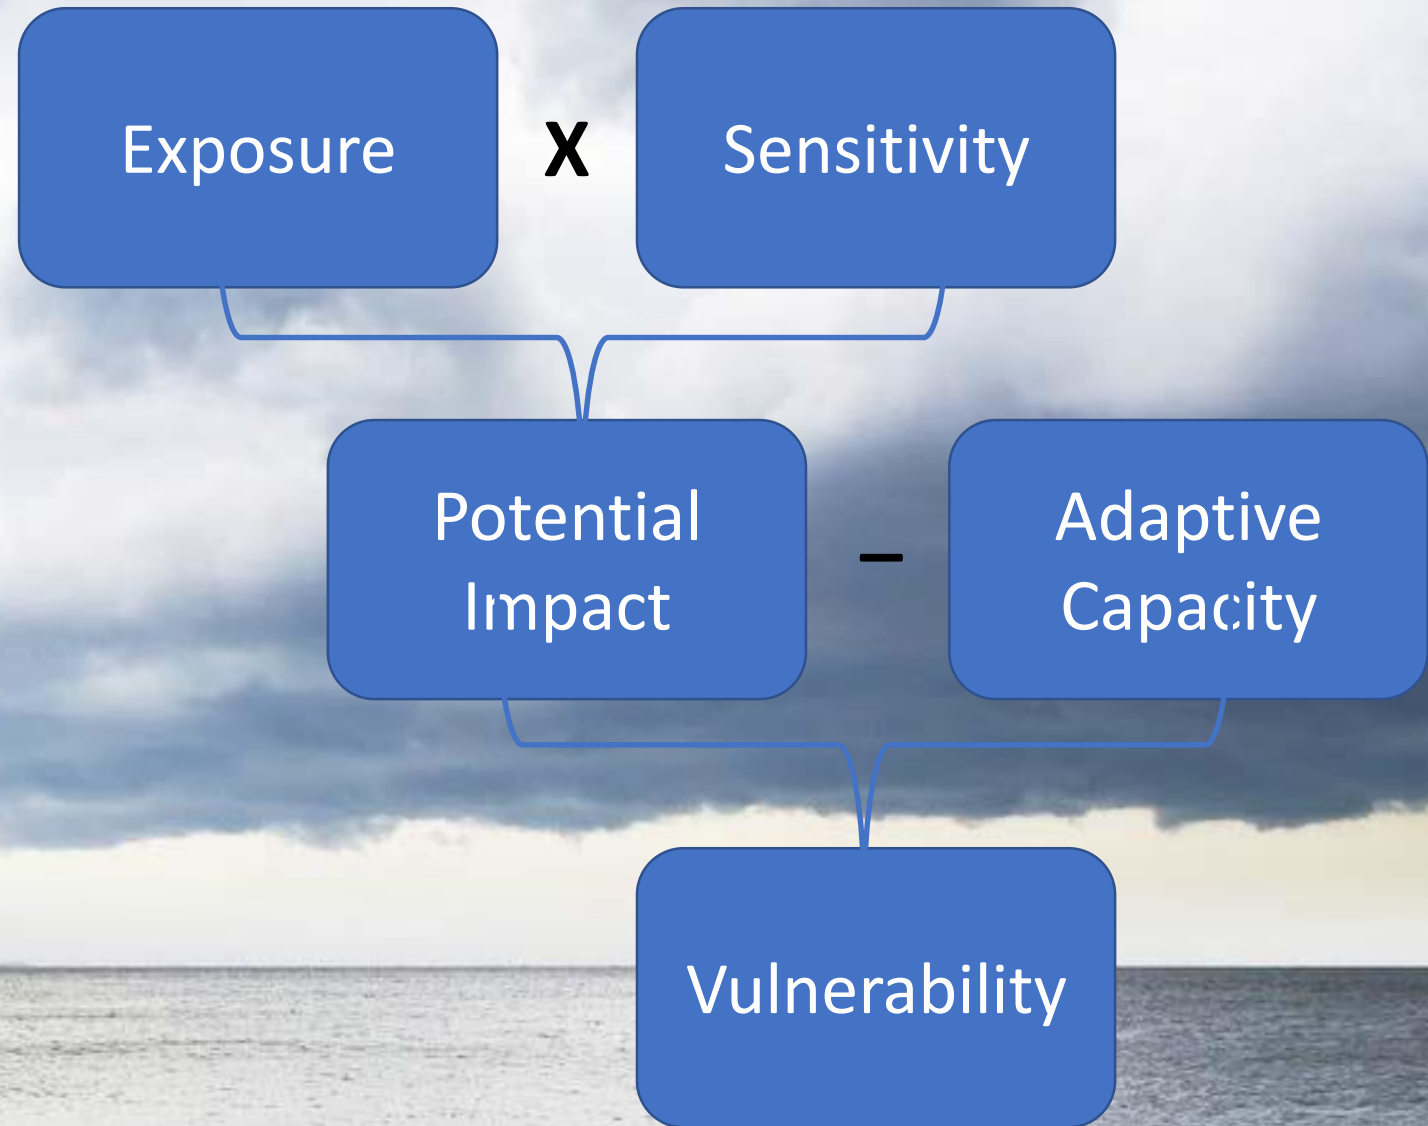 Exposure
X
Sensitivity
Potential
Impact
–
Adaptive
Capacity
Vulnerability